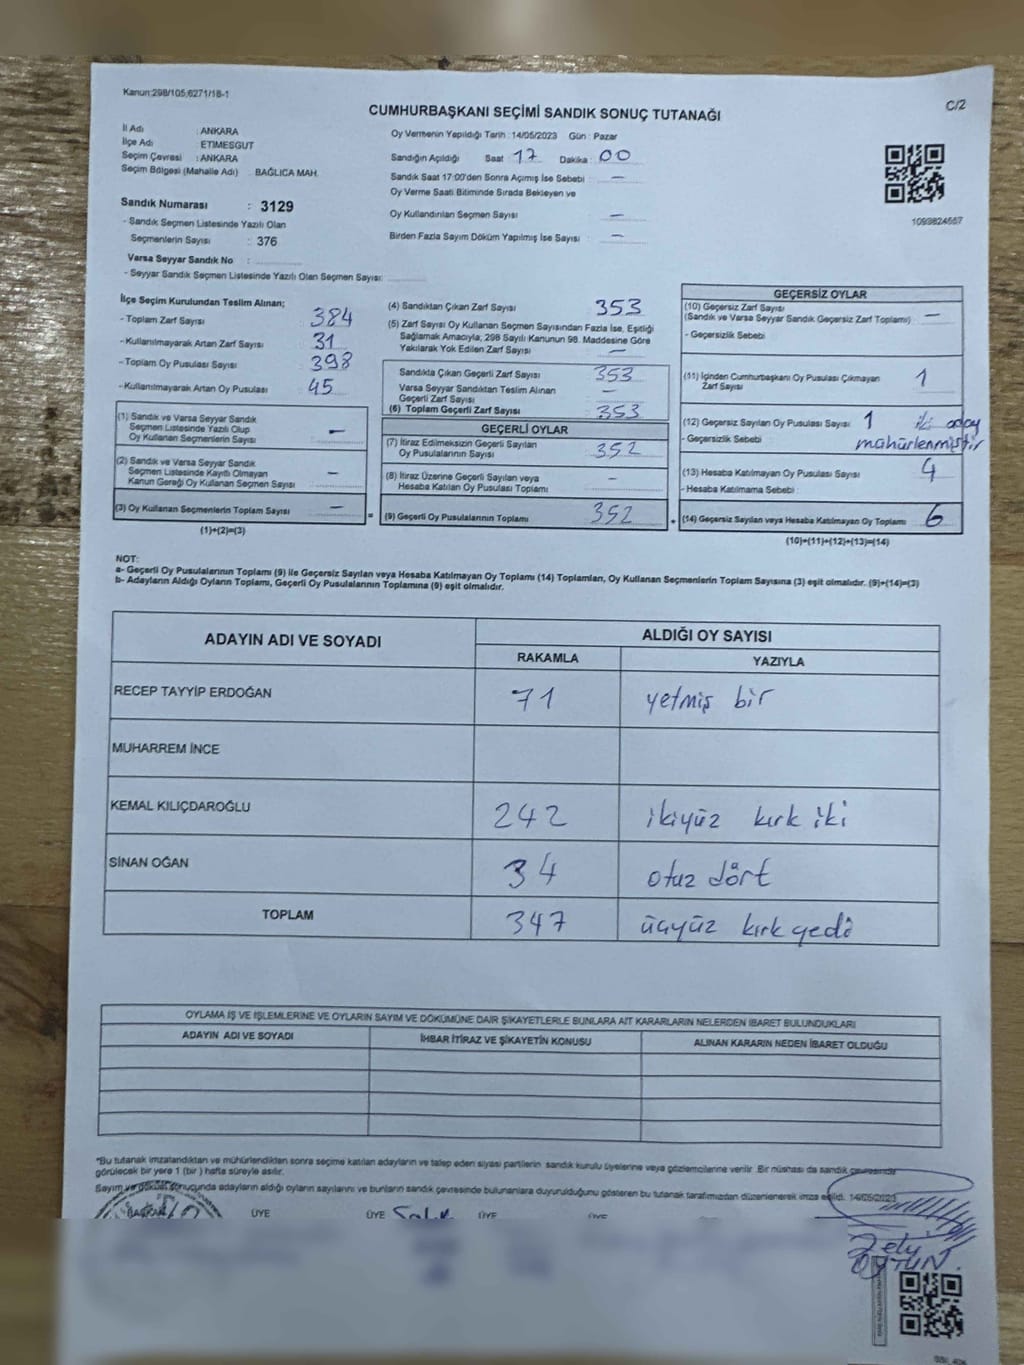 Kanun:298/105,6271/18-1
C/2
CUMHURBAŞKANI SEÇİMİ SANDIK SONUÇ TUTANAĞI
İl Adı : ANKARA
İlçe Adı : ETİMESGUT
Seçim Çevresi : ANKARA
Seçim Bölgesi (Mahalle Adı) : BAĞLICA MAH.
Sandık Numarası : 3129
- Sandık Seçmen Listesinde Yazılı Olan
Seçmenlerin Sayısı : 376
Varsa Seyyar Sandık No :
- Seyyar Sandık Seçmen Listesinde Yazılı Olan Seçmen Sayısı:
Oy Vermenin Yapıldığı Tarih : 14/05/2023 Gün : Pazar
Sandığın Açıldığı Saat 17 Dakika : 00
Sandık Saat 17:00'den Sonra Açımış İse Sebebi : —
Oy Verme Saati Bitiminde Sırada Bekleyen ve
Oy Kullandırılan Seçmen Sayısı : —
Birden Fazla Sayım Döküm Yapılmış İse Sayısı : —
1093824557
İlçe Seçim Kurulundan Teslim Alınan;
- Toplam Zarf Sayısı : 384
- Kullanılmayarak Artan Zarf Sayısı : 31
- Toplam Oy Pusulası Sayısı : 398
- Kullanılmayarak Artan Oy Pusulası : 45
(1) Sandık ve Varsa Seyyar Sandık
Seçmen Listesinde Yazılı Olup
Oy Kullanan Seçmenlerin Sayısı : —
(2) Sandık ve Varsa Seyyar Sandık
Seçmen Listesinde Kayıtlı Olmayan
Kanun Gereği Oy Kullanan Seçmen Sayısı : —
(3) Oy Kullanan Seçmenlerin Toplam Sayısı : —
(1)+(2)=(3)
=
(4) Sandıktan Çıkan Zarf Sayısı : 353
(5) Zarf Sayısı Oy Kullanan Seçmen Sayısından Fazla İse, Eşitliği
Sağlamak Amacıyla, 298 Sayılı Kanunun 98. Maddesine Göre
Yakılarak Yok Edilen Zarf Sayısı : —
Sandıkta Çıkan Geçerli Zarf Sayısı : 353
Varsa Seyyar Sandıktan Teslim Alınan
Geçerli Zarf Sayısı : —
(6) Toplam Geçerli Zarf Sayısı : 353
GEÇERLİ OYLAR
(7) İtiraz Edilmeksizin Geçerli Sayılan
Oy Pusulalarının Sayısı : 352
(8) İtiraz Üzerine Geçerli Sayılan veya
Hesaba Katılan Oy Pusulası Toplamı : —
(9) Geçerli Oy Pusulalarının Toplamı : 352
+
GEÇERSİZ OYLAR
(10) Geçersiz Zarf Sayısı
(Sandık ve Varsa Seyyar Sandık Geçersiz Zarf Toplamı) : —
- Geçersizlik Sebebi :
(11) İçinden Cumhurbaşkanı Oy Pusulası Çıkmayan
Zarf Sayısı : 1
(12) Geçersiz Sayılan Oy Pusulası Sayısı : 1 iki aday
- Geçersizlik Sebebi : mühürlenmiştir
(13) Hesaba Katılmayan Oy Pusulası Sayısı : 4
- Hesaba Katılmama Sebebi :
(14) Geçersiz Sayılan veya Hesaba Katılmayan Oy Toplamı : 6
(10)+(11)+(12)+(13)=(14)
NOT:
a- Geçerli Oy Pusulalarının Toplamı (9) ile Geçersiz Sayılan veya Hesaba Katılmayan Oy Toplamı (14) Toplamları, Oy Kullanan Seçmenlerin Toplam Sayısına (3) eşit olmalıdır. (9)+(14)=(3)
b- Adayların Aldığı Oyların Toplamı, Geçerli Oy Pusulalarının Toplamına (9) eşit olmalıdır.
ADAYIN ADI VE SOYADI ALDIĞI OY SAYISI
RAKAMLA YAZIYLA
RECEP TAYYİP ERDOĞAN 71 yetmiş bir
MUHARREM İNCE
KEMAL KILIÇDAROĞLU 242 ikiyüz kırk iki
SİNAN OĞAN 34 otuz dört
TOPLAM 347 üçyüz kırk yedi
OYLAMA İŞ VE İŞLEMLERİNE VE OYLARIN SAYIM VE DÖKÜMÜNE DAİR ŞİKAYETLERLE BUNLARA AİT KARARLARIN NELERDEN İBARET BULUNDUKLARI
ADAYIN ADI VE SOYADI İHBAR İTİRAZ VE ŞİKAYETİN KONUSU ALINAN KARARIN NEDEN İBARET OLDUĞU
*Bu tutanak imzalandıktan ve mühürlendikten sonra seçime katılan adayların ve talep eden siyasi partilerin sandık kurulu üyelerine veya gözlemcilerine verilir. Bir nüshası da sandık çevresinde
görülecek bir yere 1 (bir ) hafta süreyle asılır.
Sayım ve döküm sonucunda adayların aldığı oyların sayılarını ve bunların sandık çevresinde bulunanlara duyurulduğunu gösteren bu tutanak tarafımızdan düzenlenerek imza edildi. 14/05/2023
BAŞKAN ÜYE ÜYE ÜYE ÜYE